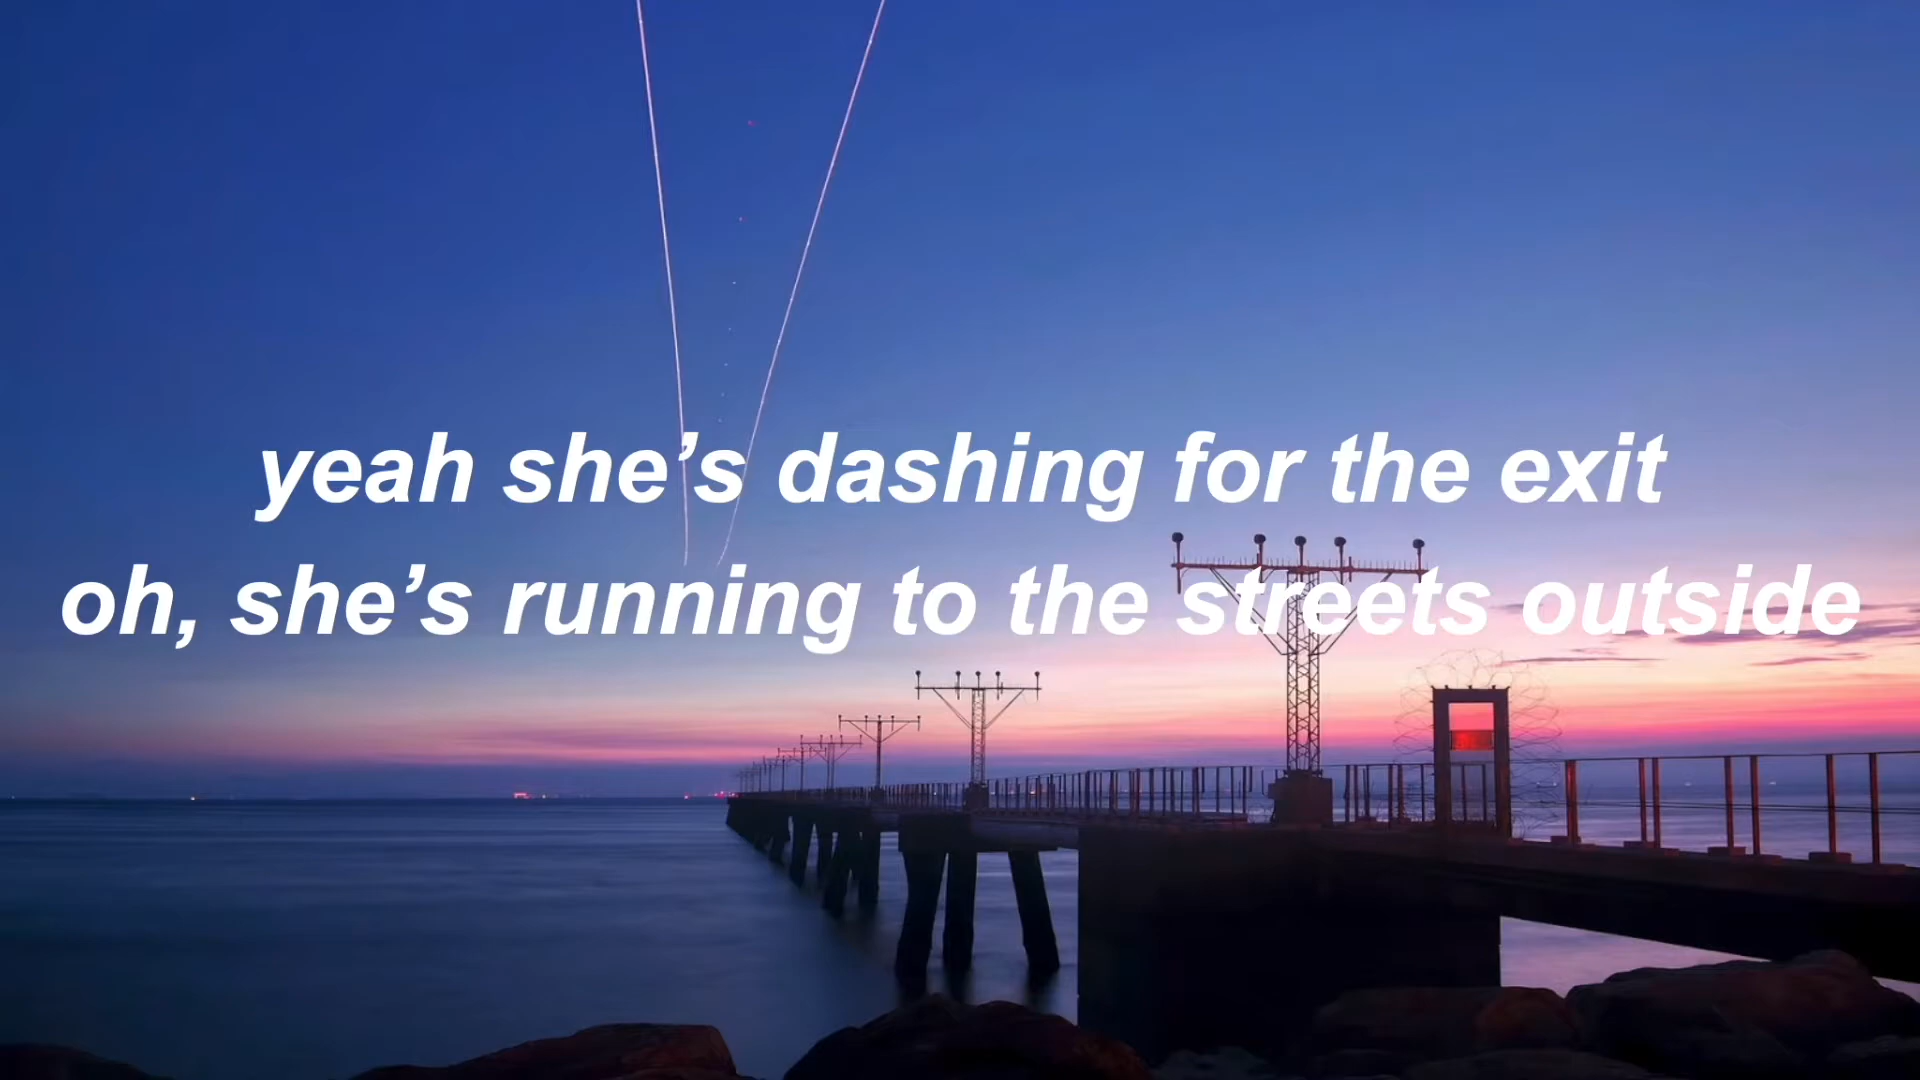 yeah she’s dashing for the exit
oh, she’s running to the streets outside